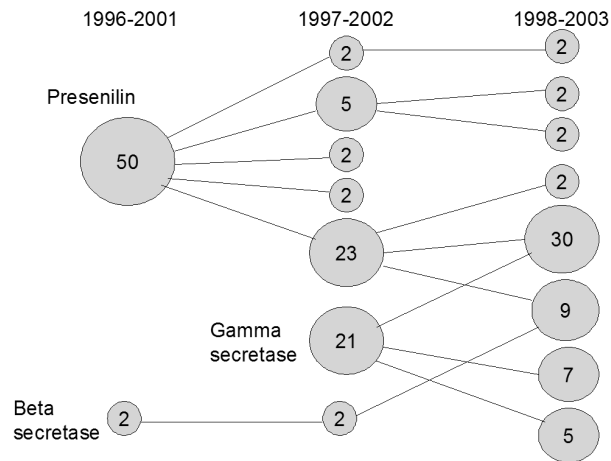 1996-2001 1997-2002 1998-2003
2 2
Presenilin
5 2
50 2 2
2 2
23 30
Gamma
secretase
21 9
7
Beta
secretase
2 2 5